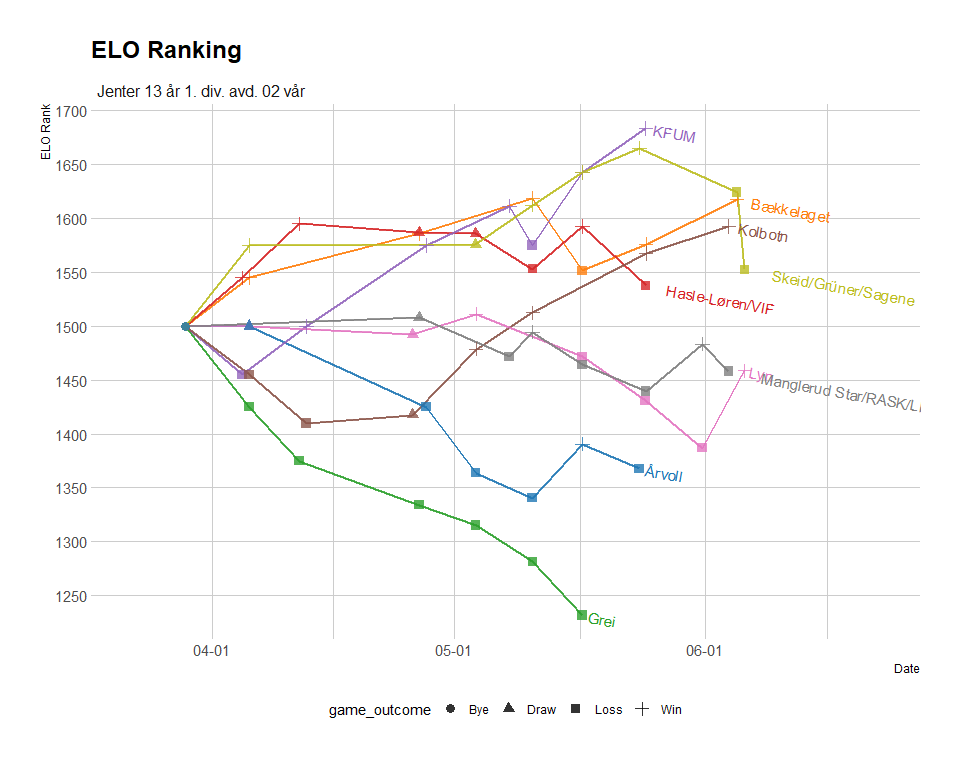 ELO Ranking
Jenter 13 år 1. div. avd. 02 vår
ELO Rank
1700
1650
1600
1550
1500
1450
1400
1350
1300
1250
KFUM
Bækkelaget
Kolbotn
Skeid/Grüner/Sagene
Hasle-Løren/VIF
Lyn
Manglerud Star/RASK/LI
Årvoll
Grei
04-01
05-01
06-01
Date
game_outcome Bye Draw Loss Win